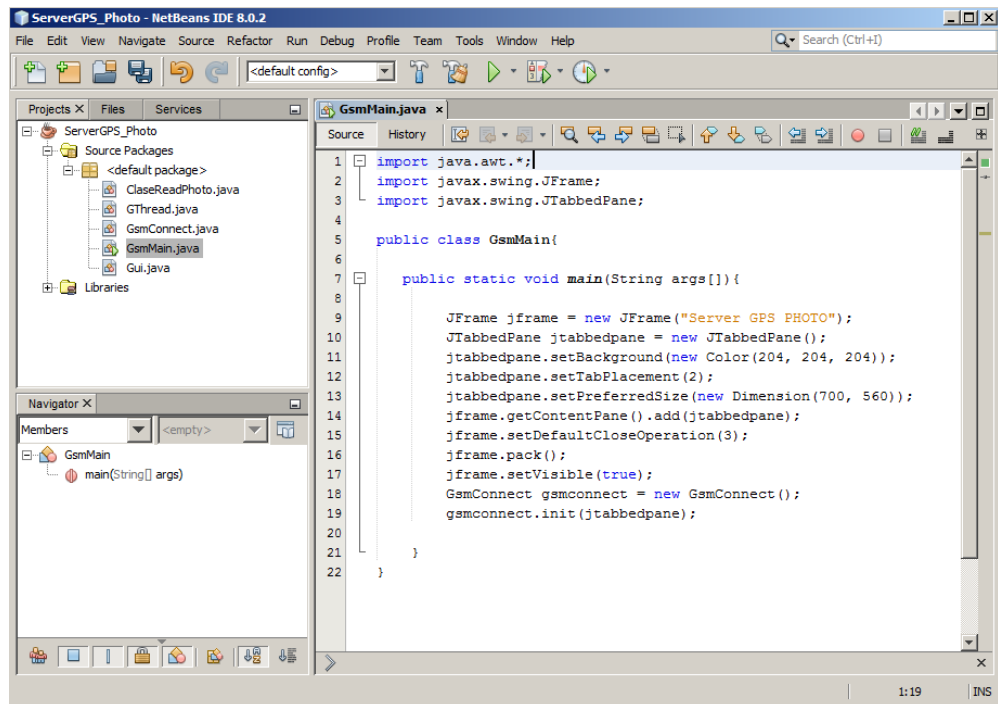 ServerGPS_Photo - NetBeans IDE 8.0.2
File Edit View Navigate Source Refactor Run Debug Profile Team Tools Window Help
Search (Ctrl+I)
<default config>
Projects X Files Services
ServerGPS_Photo
Source Packages
<default package>
ClaseReadPhoto.java
GThread.java
GsmConnect.java
GsmMain.java
Gui.java
Libraries
Navigator X
Members <empty>
GsmMain
main(String[] args)
GsmMain.java ×
Source History
1 import java.awt.*;
2 import javax.swing.JFrame;
3 import javax.swing.JTabbedPane;
4
5 public class GsmMain{
6
7 public static void main(String args[]){
8
9 JFrame jframe = new JFrame("Server GPS PHOTO");
10 JTabbedPane jtabbedpane = new JTabbedPane();
11 jtabbedpane.setBackground(new Color(204, 204, 204));
12 jtabbedpane.setTabPlacement(2);
13 jtabbedpane.setPreferredSize(new Dimension(700, 560));
14 jframe.getContentPane().add(jtabbedpane);
15 jframe.setDefaultCloseOperation(3);
16 jframe.pack();
17 jframe.setVisible(true);
18 GsmConnect gsmconnect = new GsmConnect();
19 gsmconnect.init(jtabbedpane);
20
21 }
22 }
1:19 INS